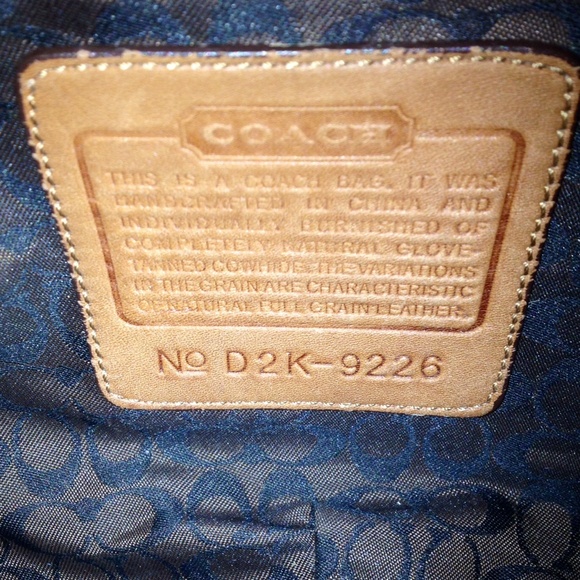 COACH
THIS IS A COACH BAG. IT WAS
HANDCRAFTED IN CHINA AND
INDIVIDUALLY BURNISHED OF
COMPLETELY NATURAL GLOVE-
TANNED COWHIDE. THE VARIATIONS
IN THE GRAIN ARE CHARACTERISTIC
OF NATURAL FULL GRAIN LEATHER.
No D2K-9226